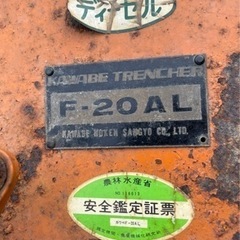 ディーゼル
KAWABE TRENCHER
F-20AL
KAWABE NOKEN SANGYO CO., LTD.
農林水産省
安全鑑定証票